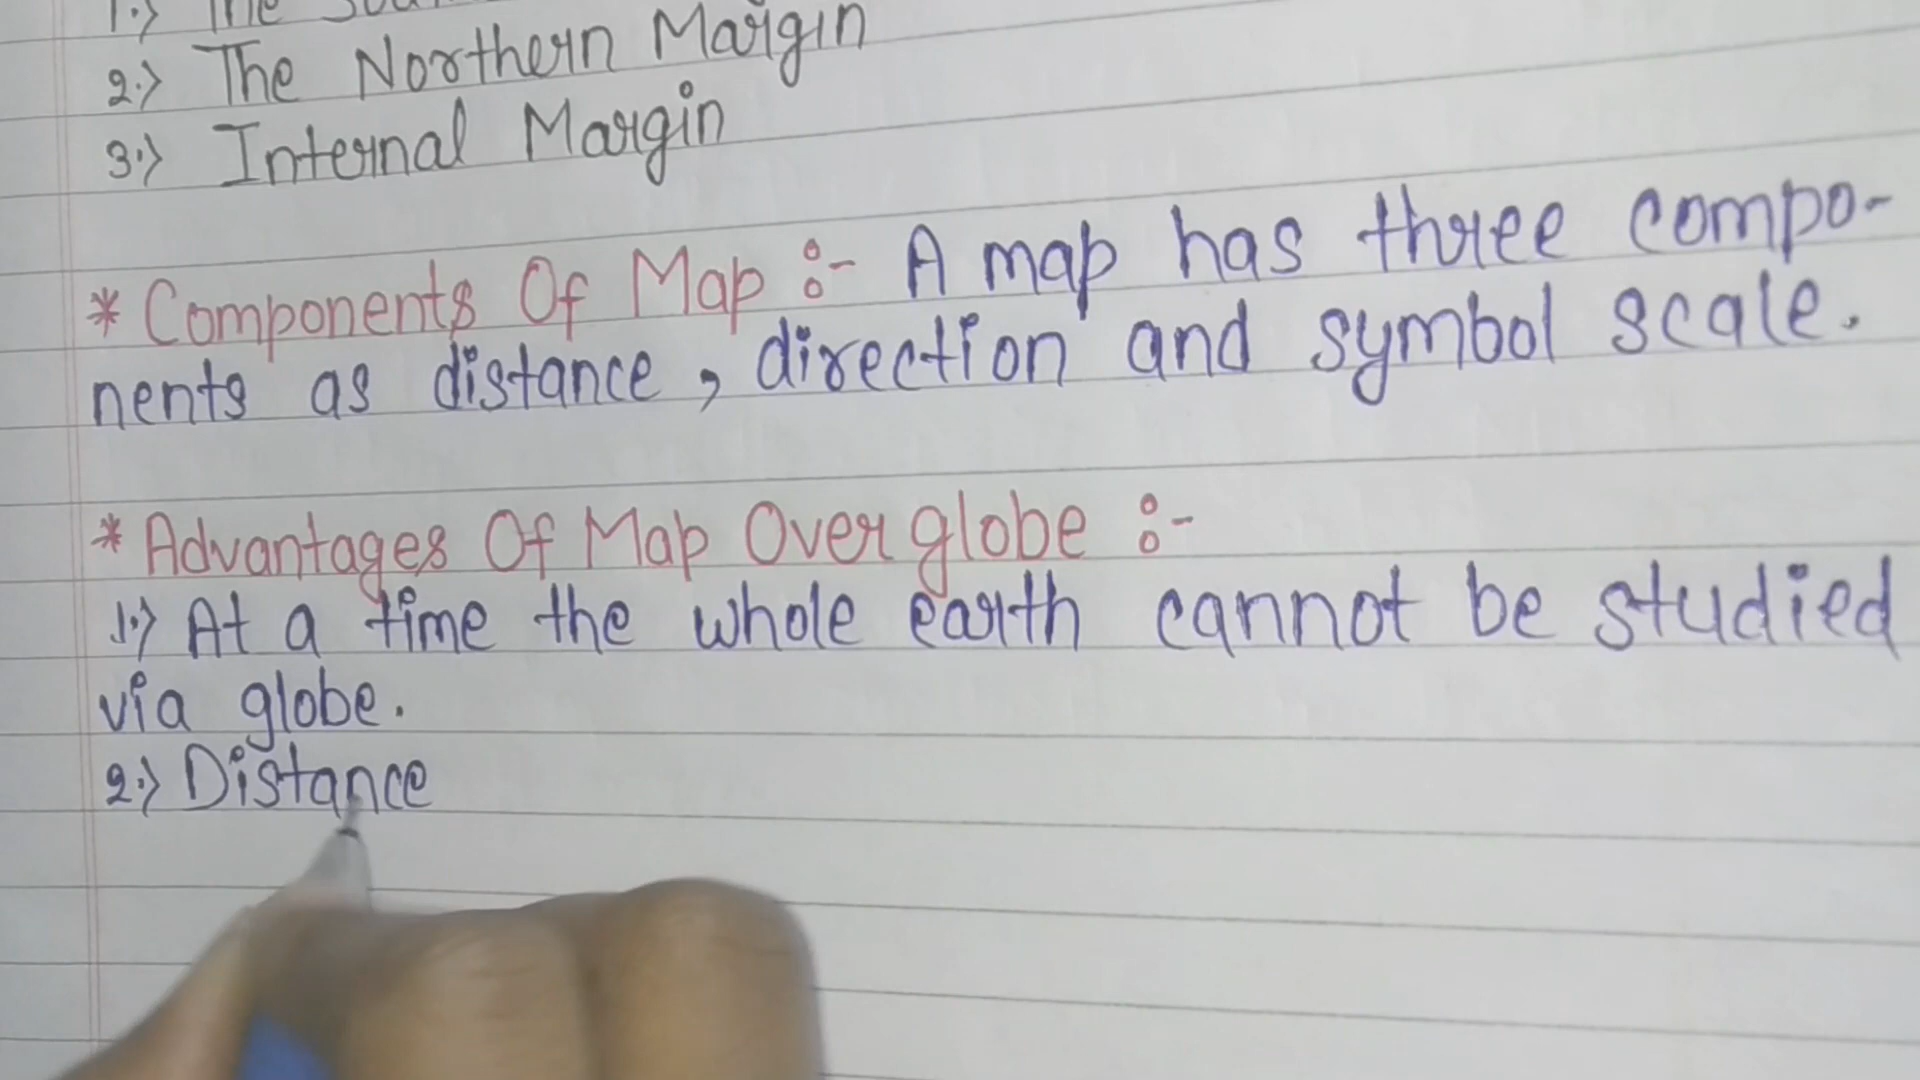 1.) The
2.) The Northern Margin
3.) Internal Margin
* Components Of Map :- A map has three compo-
nents as distance, direction and symbol scale.
* Advantages Of Map Over globe :-
1.) At a time the whole earth cannot be studied
via globe.
2.) Distance